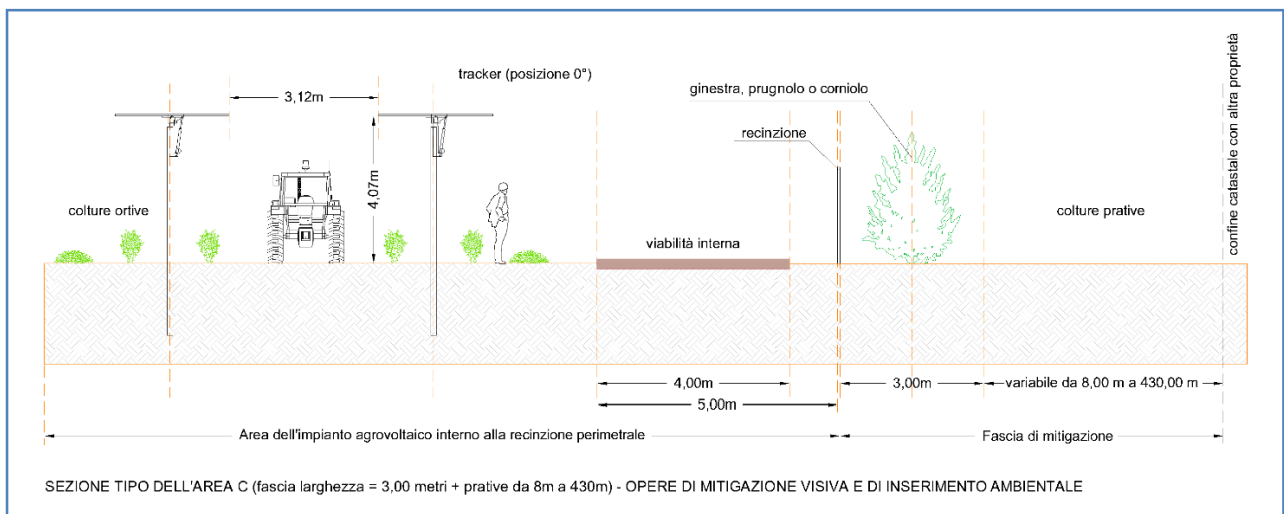 tracker (posizione 0°)
3,12m
ginestra, prugnolo o corniolo
recinzione
4,07m
colture ortive
viabilità interna
colture prative
confine catastale con altra proprietà
4,00m
3,00m
variabile da 8,00 m a 430,00 m
5,00m
Area dell'impianto agrovoltaico interno alla recinzione perimetrale
Fascia di mitigazione
SEZIONE TIPO DELL'AREA C (fascia larghezza = 3,00 metri + prative da 8m a 430m) - OPERE DI MITIGAZIONE VISIVA E DI INSERIMENTO AMBIENTALE